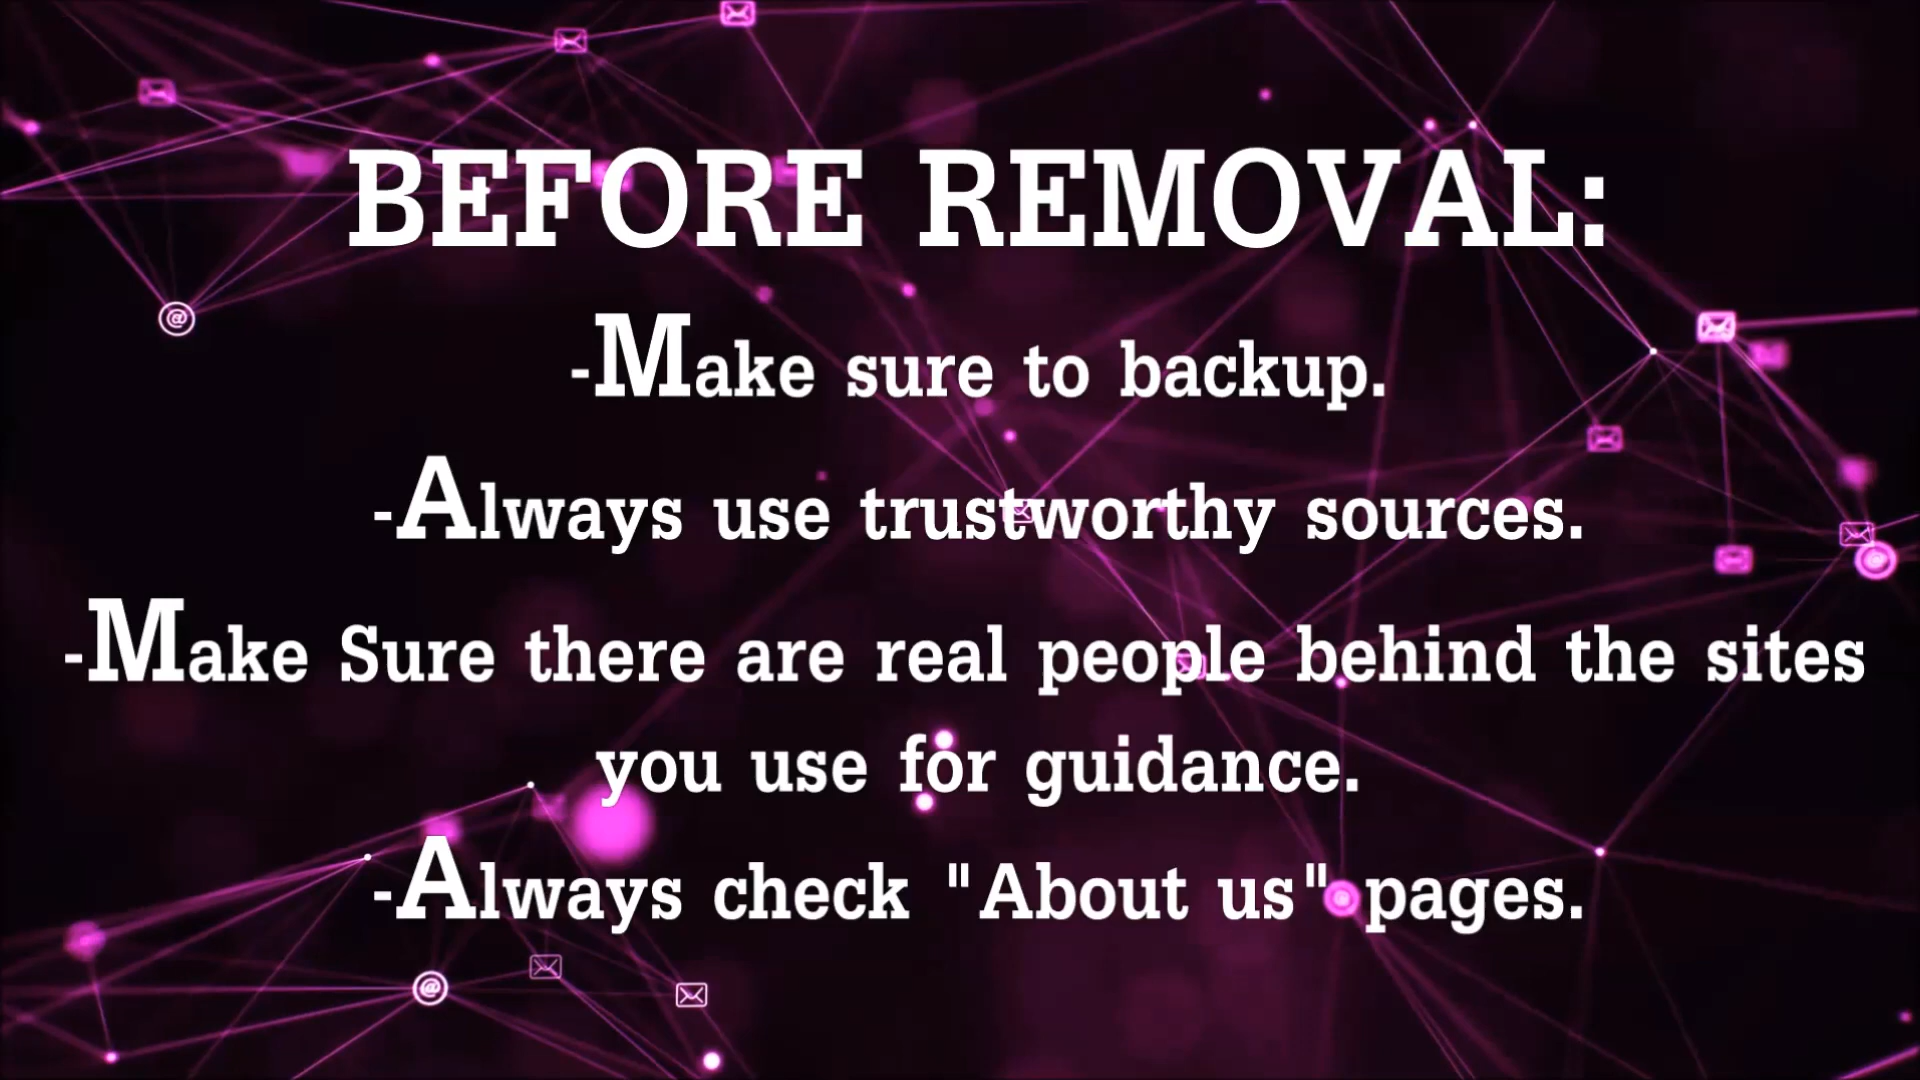 BEFORE REMOVAL:
-Make sure to backup.
-Always use trustworthy sources.
-Make Sure there are real people behind the sites
you use for guidance.
-Always check "About us" pages.